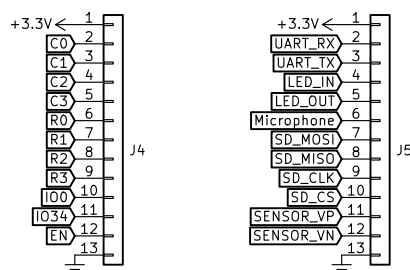 +3.3V 1
C0 2
C1 3
C2 4
C3 5
R0 6
R1 7
R2 8
R3 9
IO0 10
IO34 11
EN 12
13
J4
+3.3V 1
UART_RX 2
UART_TX 3
LED_IN 4
LED_OUT 5
Microphone 6
SD_MOSI 7
SD_MISO 8
SD_CLK 9
SD_CS 10
SENSOR_VP 11
SENSOR_VN 12
13
J5